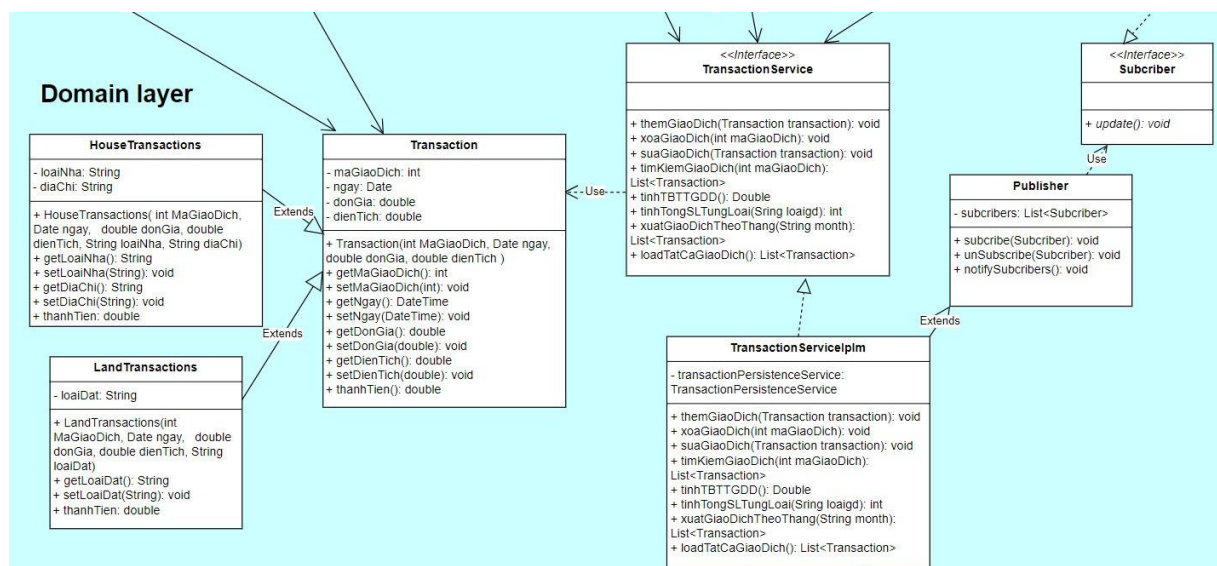 Domain layer
HouseTransactions
- loaiNha: String
- diaChi: String
+ HouseTransactions( int MaGiaoDich,
Date ngay, double donGia, double
dienTich, String loaiNha, String diaChi)
+ getLoaiNha(): String
+ setLoaiNha(String): void
+ getDiaChi(): String
+ setDiaChi(String): void
+ thanhTien: double
Extends
LandTransactions
- loaiDat: String
+ LandTransactions(int
MaGiaoDich, Date ngay, double
donGia, double dienTich, String
loaiDat)
+ getLoaiDat(): String
+ setLoaiDat(String): void
+ thanhTien: double
Extends
Transaction
- maGiaoDich: int
- ngay: Date
- donGia: double
- dienTich: double
+ Transaction(int MaGiaoDich, Date ngay,
double donGia, double dienTich )
+ getMaGiaoDich(): int
+ setMaGiaoDich(int): void
+ getNgay(): DateTime
+ setNgay(DateTime): void
+ getDonGia(): double
+ setDonGia(double): void
+ getDienTich(): double
+ setDienTich(double): void
+ thanhTien(): double
Use
<<Interface>>
TransactionService
+ themGiaoDich(Transaction transaction): void
+ xoaGiaoDich(int maGiaoDich): void
+ suaGiaoDich(Transaction transaction): void
+ timKiemGiaoDich(int maGiaoDich):
List<Transaction>
+ tinhTBTTGDD(): Double
+ tinhTongSLTungLoai(Sring loaigd): int
+ xuatGiaoDichTheoThang(String month):
List<Transaction>
+ loadTatCaGiaoDich(): List<Transaction>
TransactionServiceIplm
- transactionPersistenceService:
TransactionPersistenceService
+ themGiaoDich(Transaction transaction): void
+ xoaGiaoDich(int maGiaoDich): void
+ suaGiaoDich(Transaction transaction): void
+ timKiemGiaoDich(int maGiaoDich):
List<Transaction>
+ tinhTBTTGDD(): Double
+ tinhTongSLTungLoai(Sring loaigd): int
+ xuatGiaoDichTheoThang(String month):
List<Transaction>
+ loadTatCaGiaoDich(): List<Transaction>
Extends
<<Interface>>
Subcriber
+ update(): void
Use
Publisher
- subcribers: List<Subcriber>
+ subcribe(Subcriber): void
+ unSubscribe(Subcriber): void
+ notifySubcribers(): void